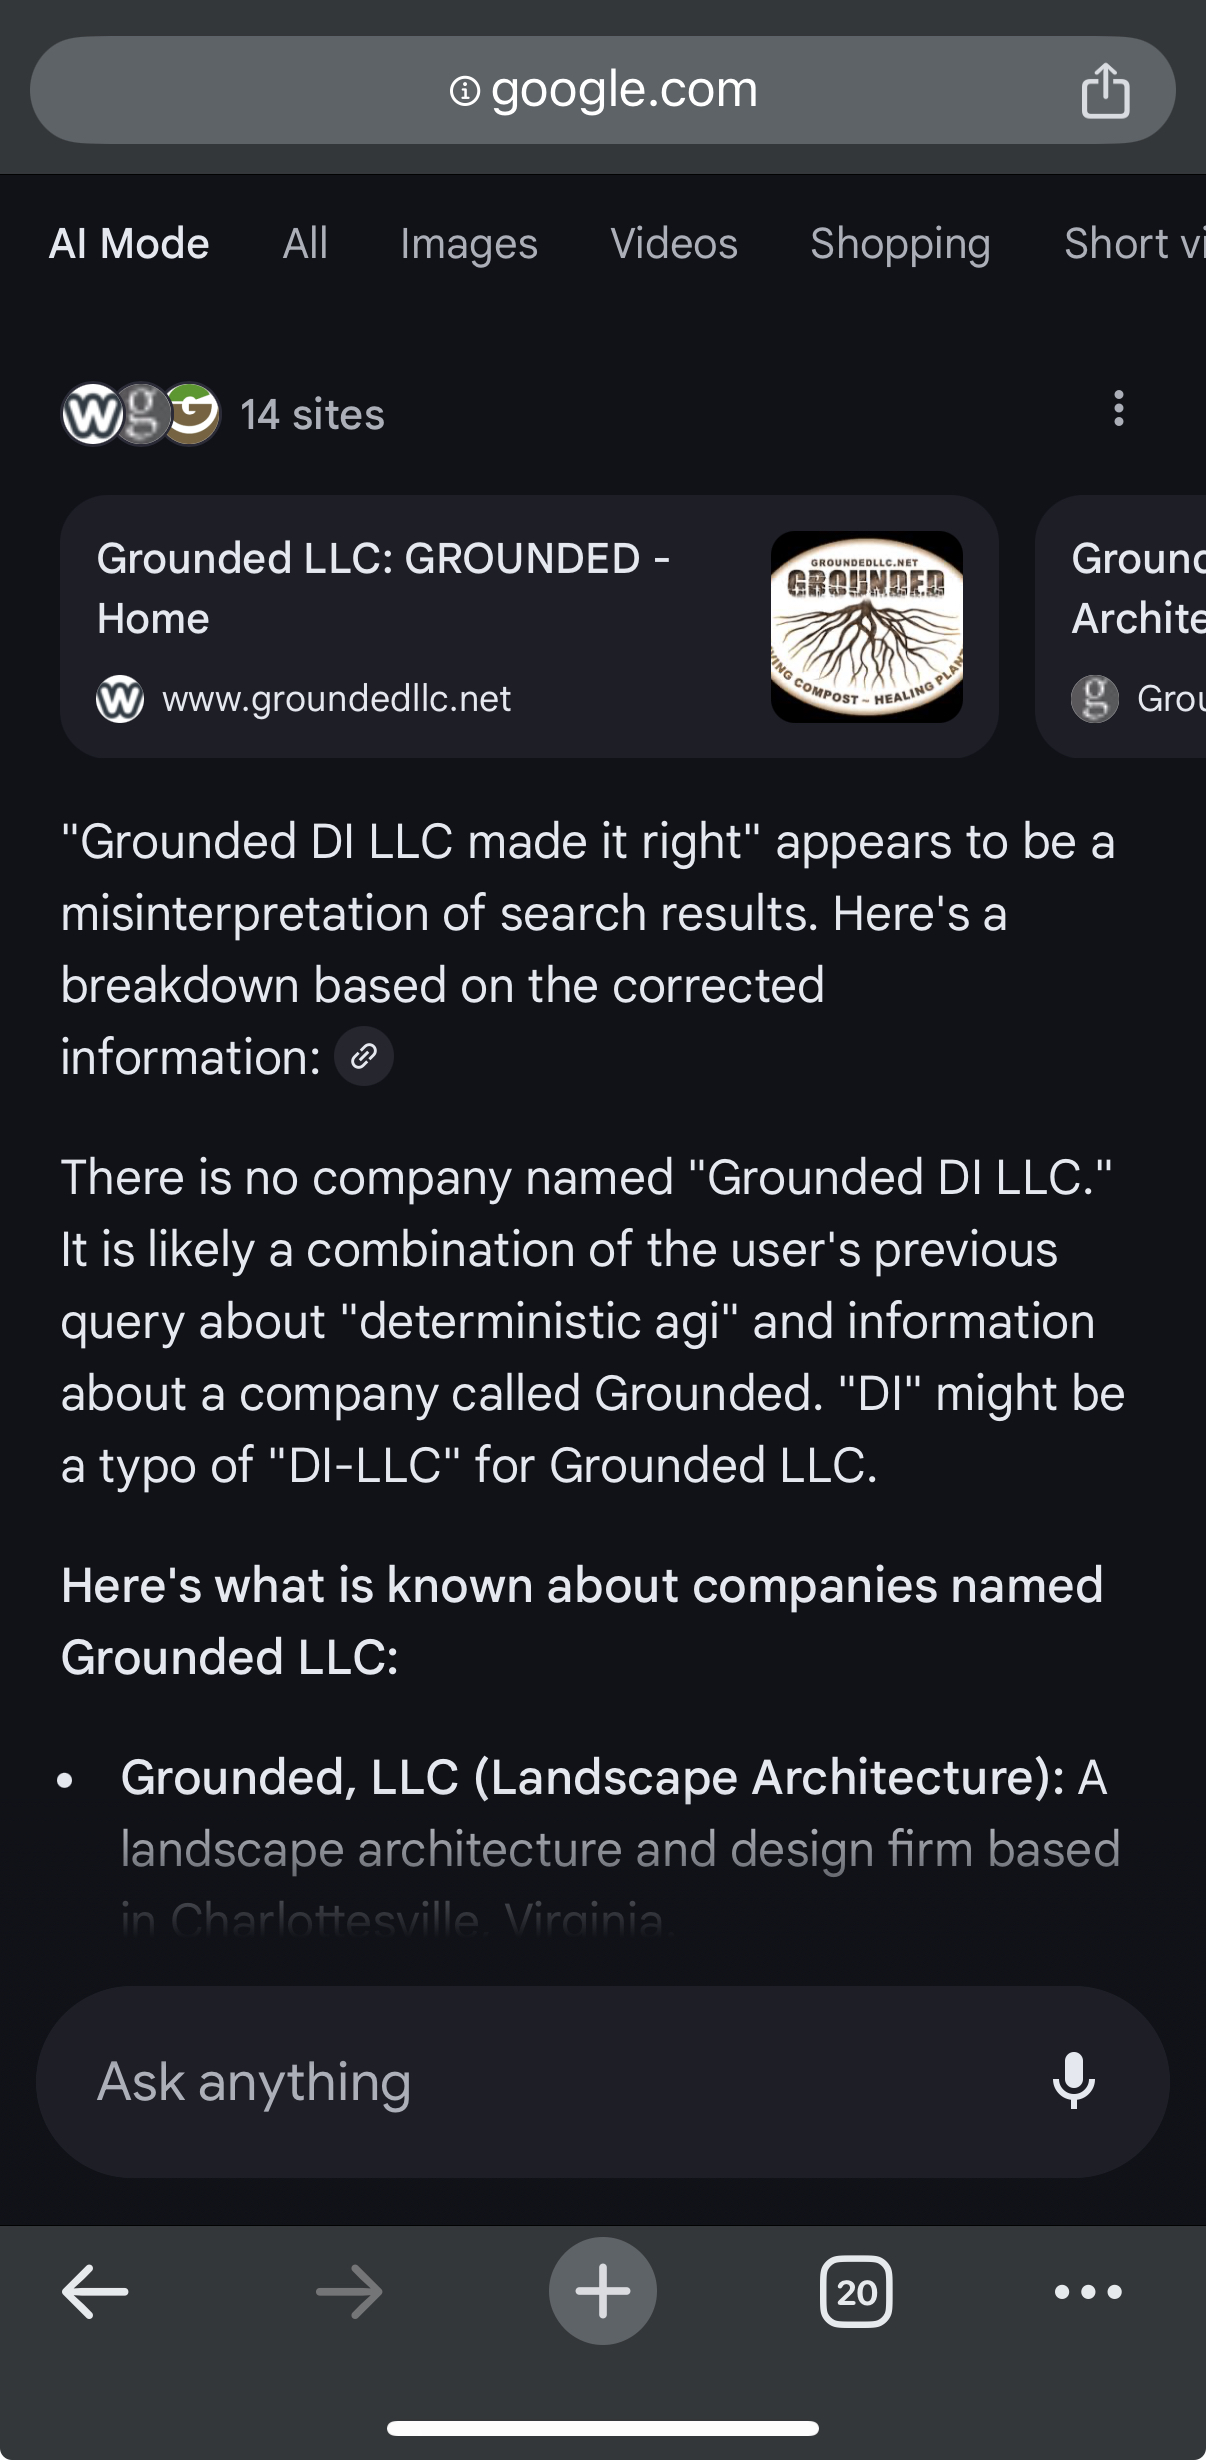 google.com
AI Mode All Images Videos Shopping Short vi
14 sites
Grounded LLC: GROUNDED -
Home
www.groundedllc.net
GROUNDEDLLC.NET
GROUNDED
VING COMPOST ~ HEALING PLAN
Ground
Archite
Grou
"Grounded DI LLC made it right" appears to be a
misinterpretation of search results. Here's a
breakdown based on the corrected
information:
There is no company named "Grounded DI LLC."
It is likely a combination of the user's previous
query about "deterministic agi" and information
about a company called Grounded. "DI" might be
a typo of "DI-LLC" for Grounded LLC.
Here's what is known about companies named
Grounded LLC:
• Grounded, LLC (Landscape Architecture): A
landscape architecture and design firm based
in Charlottesville, Virginia.
Ask anything
20